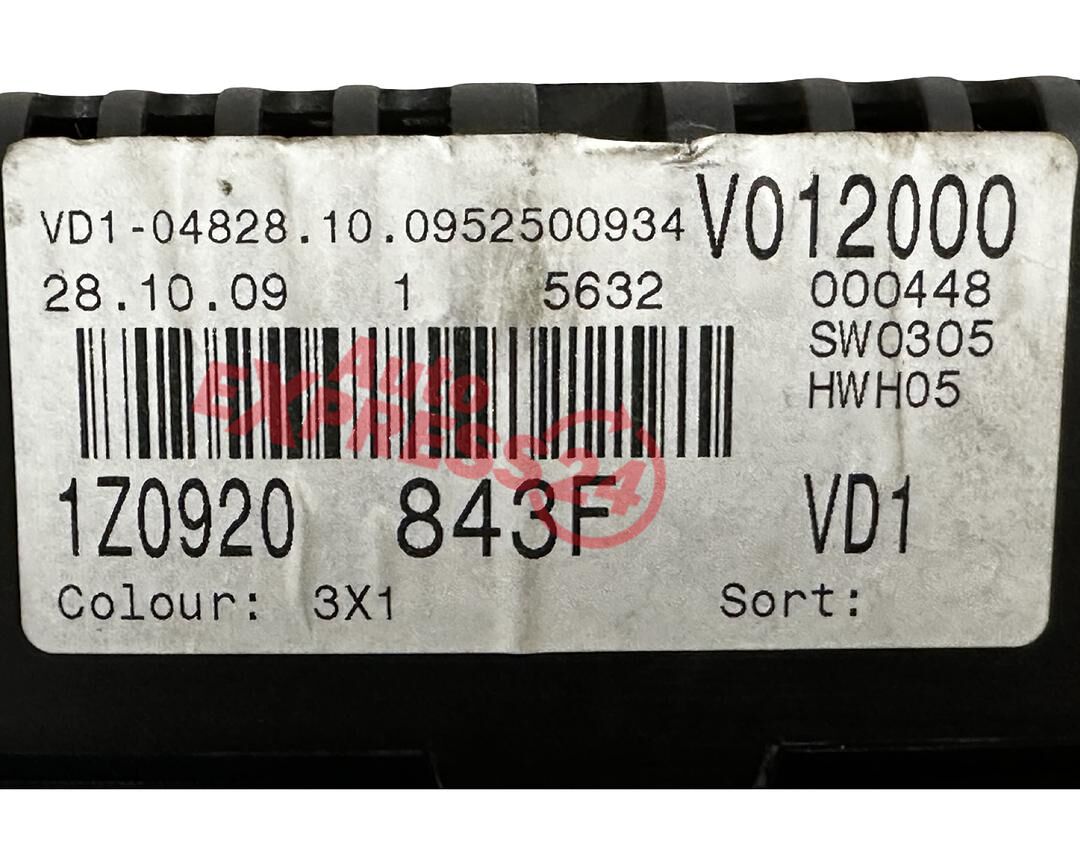 VD1-04828.10.0952500934 V012000
28.10.09 1 5632 000448
SW0305
HWH05
Auto
EXPRESS24
1Z0920 843F VD1
Colour: 3X1 Sort: